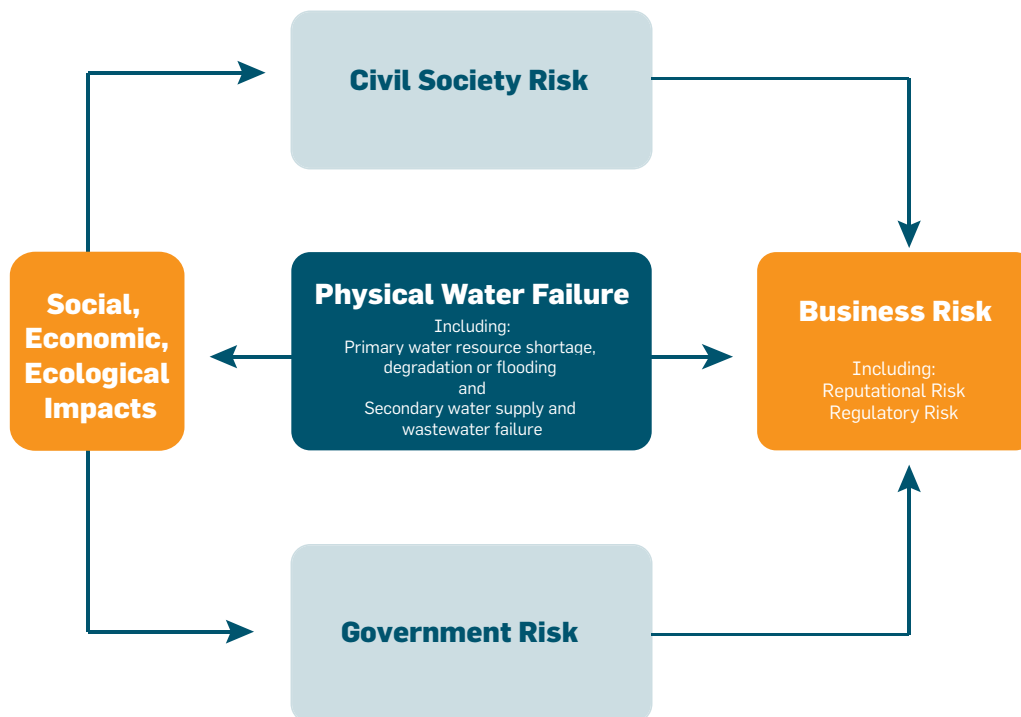 Civil Society Risk
Social,
Economic,
Ecological
Impacts
Physical Water Failure
Including:
Primary water resource shortage,
degradation or flooding
and
Secondary water supply and
wastewater failure
Business Risk
Including:
Reputational Risk
Regulatory Risk
Government Risk